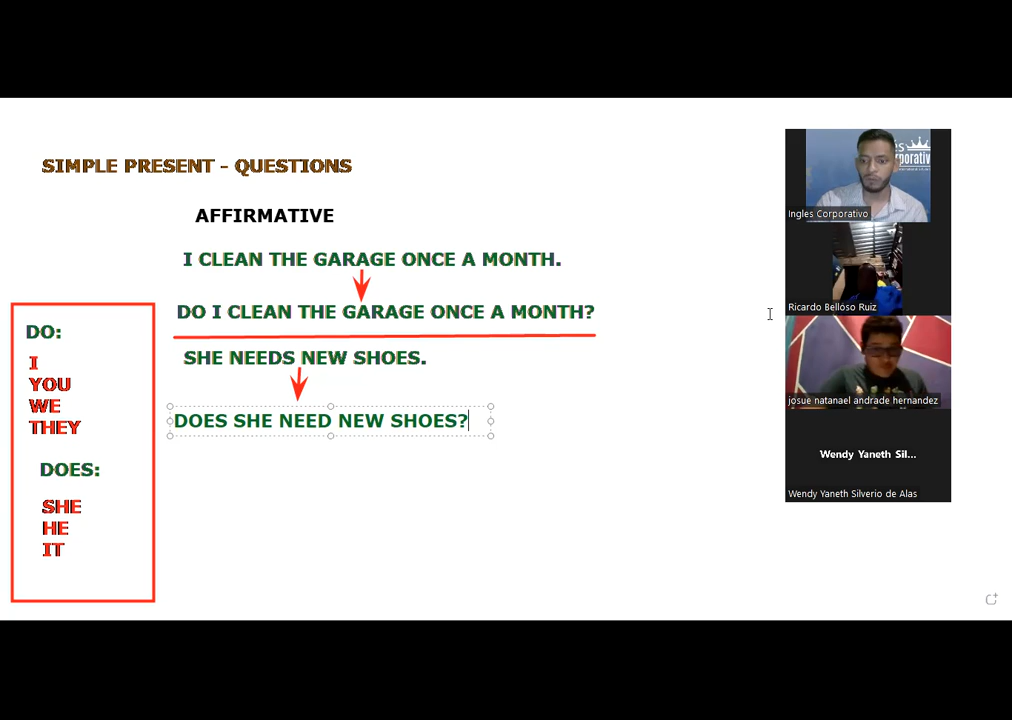 SIMPLE PRESENT - QUESTIONS
AFFIRMATIVE
I CLEAN THE GARAGE ONCE A MONTH.
DO I CLEAN THE GARAGE ONCE A MONTH?
SHE NEEDS NEW SHOES.
DOES SHE NEED NEW SHOES?
DO:
I
YOU
WE
THEY
DOES:
SHE
HE
IT
Ingles Corporativo
Ricardo Belloso Ruiz
josue natanael andrade hernandez
Wendy Yaneth Sil...
Wendy Yaneth Silverio de Alas